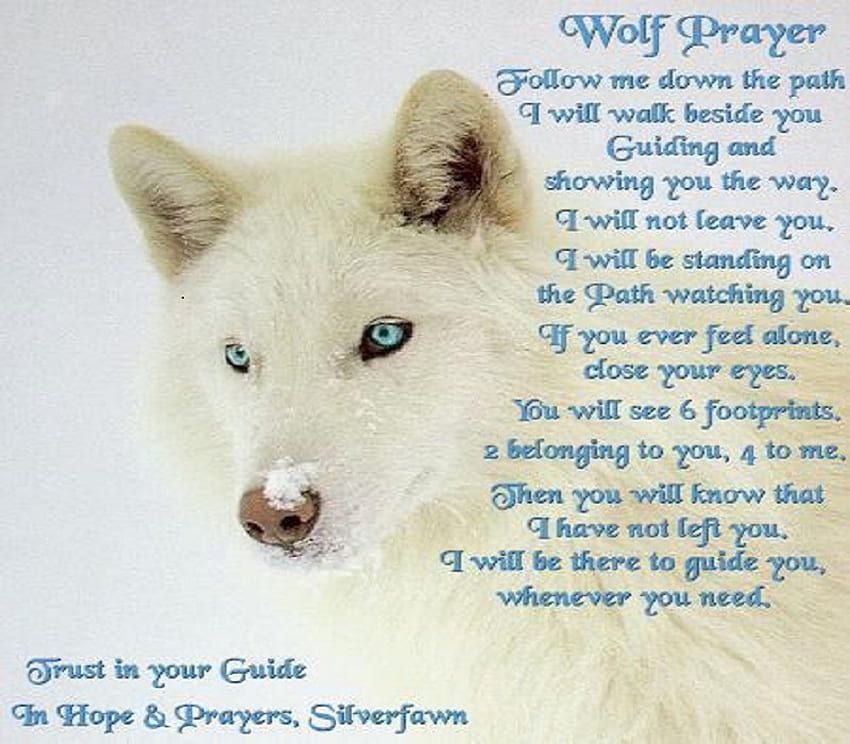 Wolf Prayer
Follow me down the path
I will walk beside you
Guiding and
showing you the way.
I will not leave you.
I will be standing on
the Path watching you.
If you ever feel alone,
close your eyes.
You will see 6 footprints.
2 belonging to you, 4 to me.
Then you will know that
I have not left you.
I will be there to guide you,
whenever you need.
Trust in your Guide
In Hope & Prayers, Silverfawn